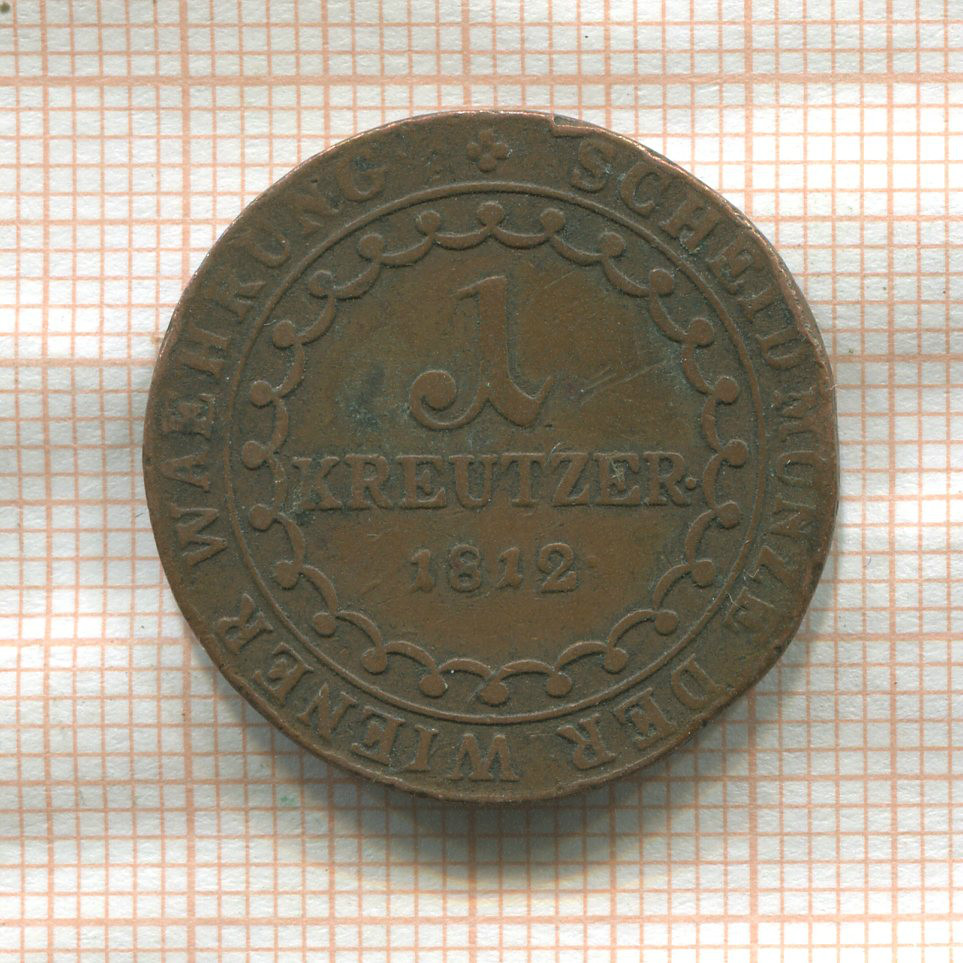 SCHEIDMÜNZE DER WIENER WAEHRUNG
1
KREUTZER·
1812